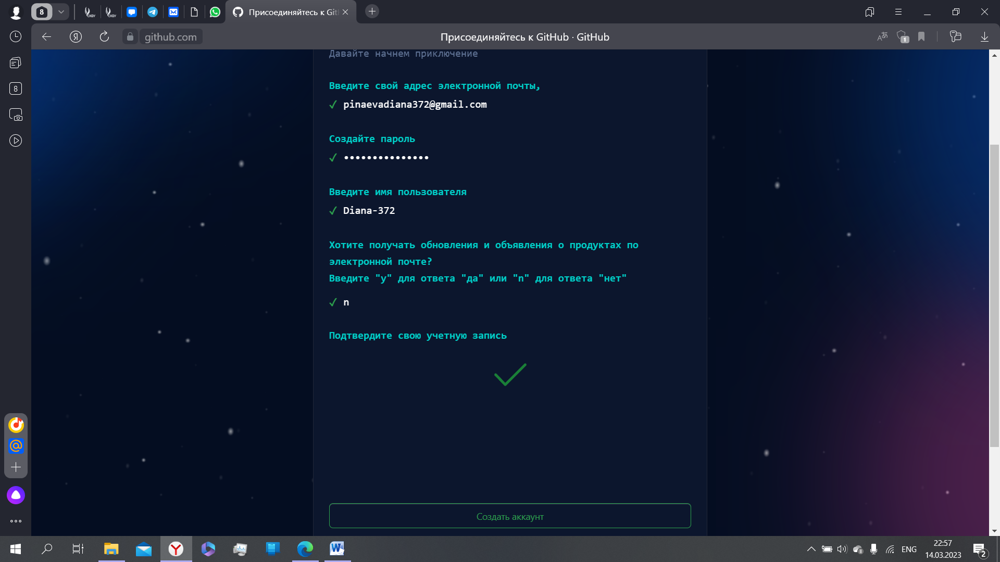 8
Присоединяйтесь к Git
github.com
Присоединяйтесь к GitHub · GitHub
1
8
Давайте начнем приключение
Введите свой адрес электронной почты,
pinaevadiana372@gmail.com
Создайте пароль
•••••••••••••••
Введите имя пользователя
Diana-372
Хотите получать обновления и объявления о продуктах по
электронной почте?
Введите "y" для ответа "да" или "n" для ответа "нет"
n
Подтвердите свою учетную запись
Создать аккаунт
ENG
22:57
14.03.2023
2